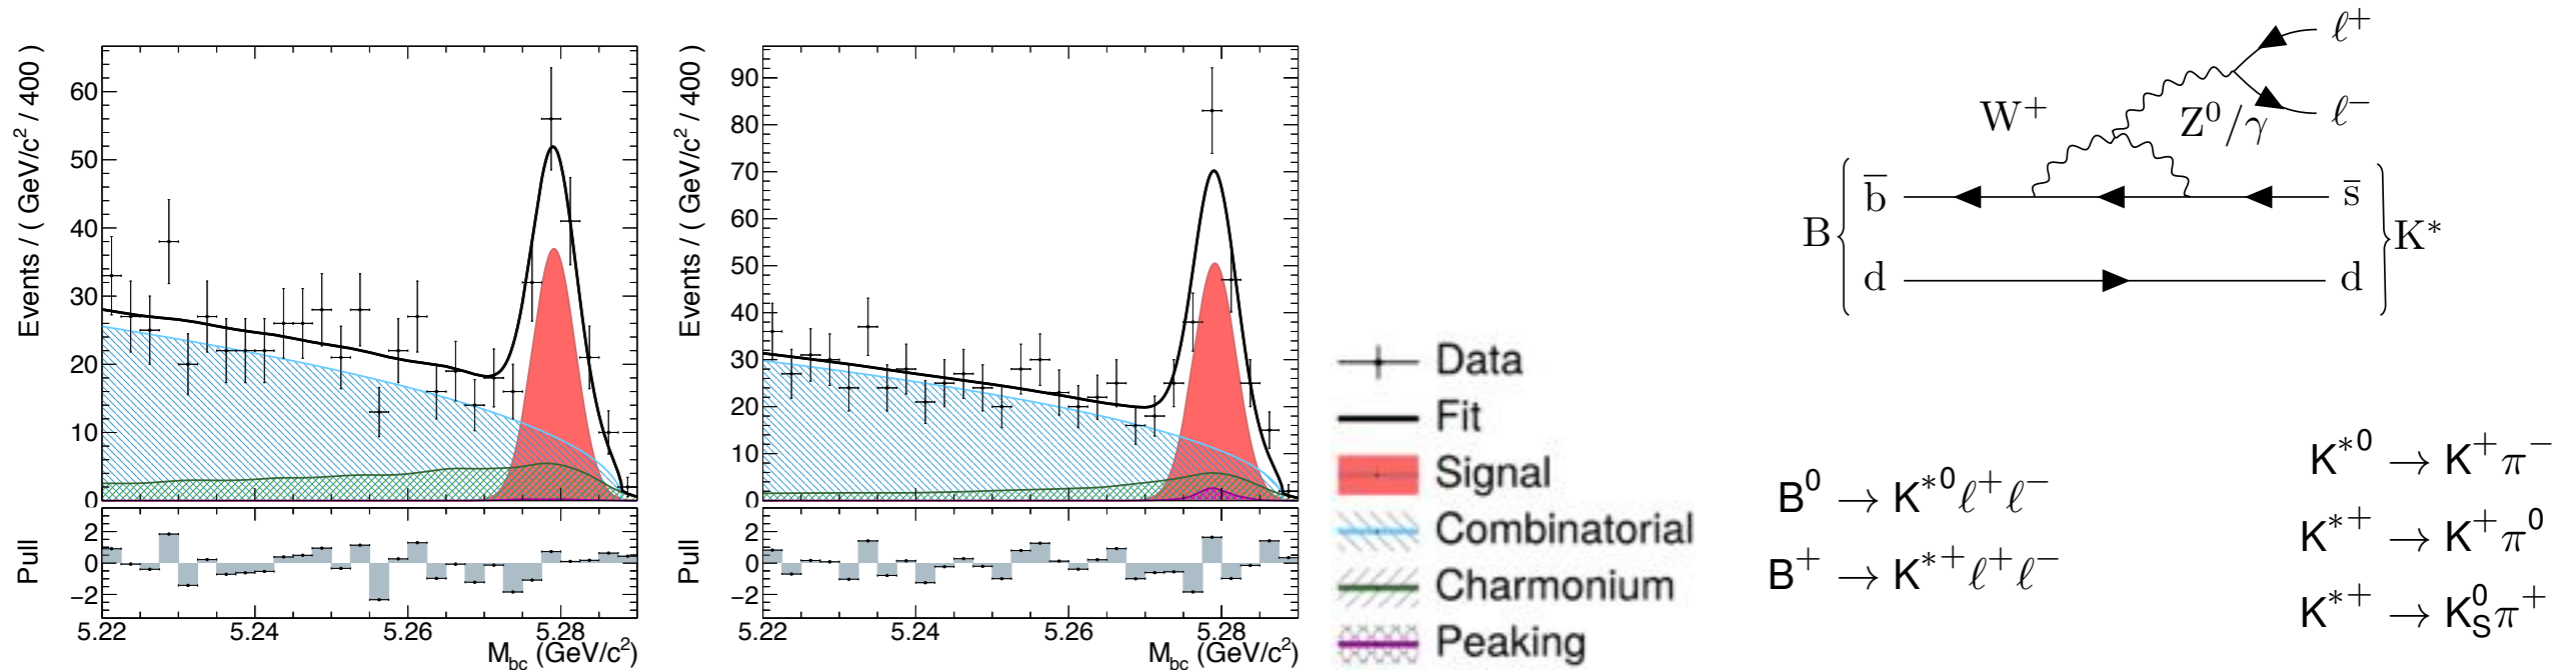 Events / ( GeV/c² / 400 )
60
50
40
30
20
10
0
Pull
2
0
−2
5.22 5.24 5.26 5.28
M_bc (GeV/c²)
Events / ( GeV/c² / 400 )
90
80
70
60
50
40
30
20
10
0
Pull
2
0
−2
5.22 5.24 5.26 5.28
M_bc (GeV/c²)
Data
Fit
Signal
Combinatorial
Charmonium
Peaking
ℓ⁺
W⁺
Z⁰/γ
ℓ⁻
B
b̅
s̅
K*
d
d
B⁰ → K*⁰ℓ⁺ℓ⁻
B⁺ → K*⁺ℓ⁺ℓ⁻
K*⁰ → K⁺π⁻
K*⁺ → K⁺π⁰
K*⁺ → K_S⁰π⁺